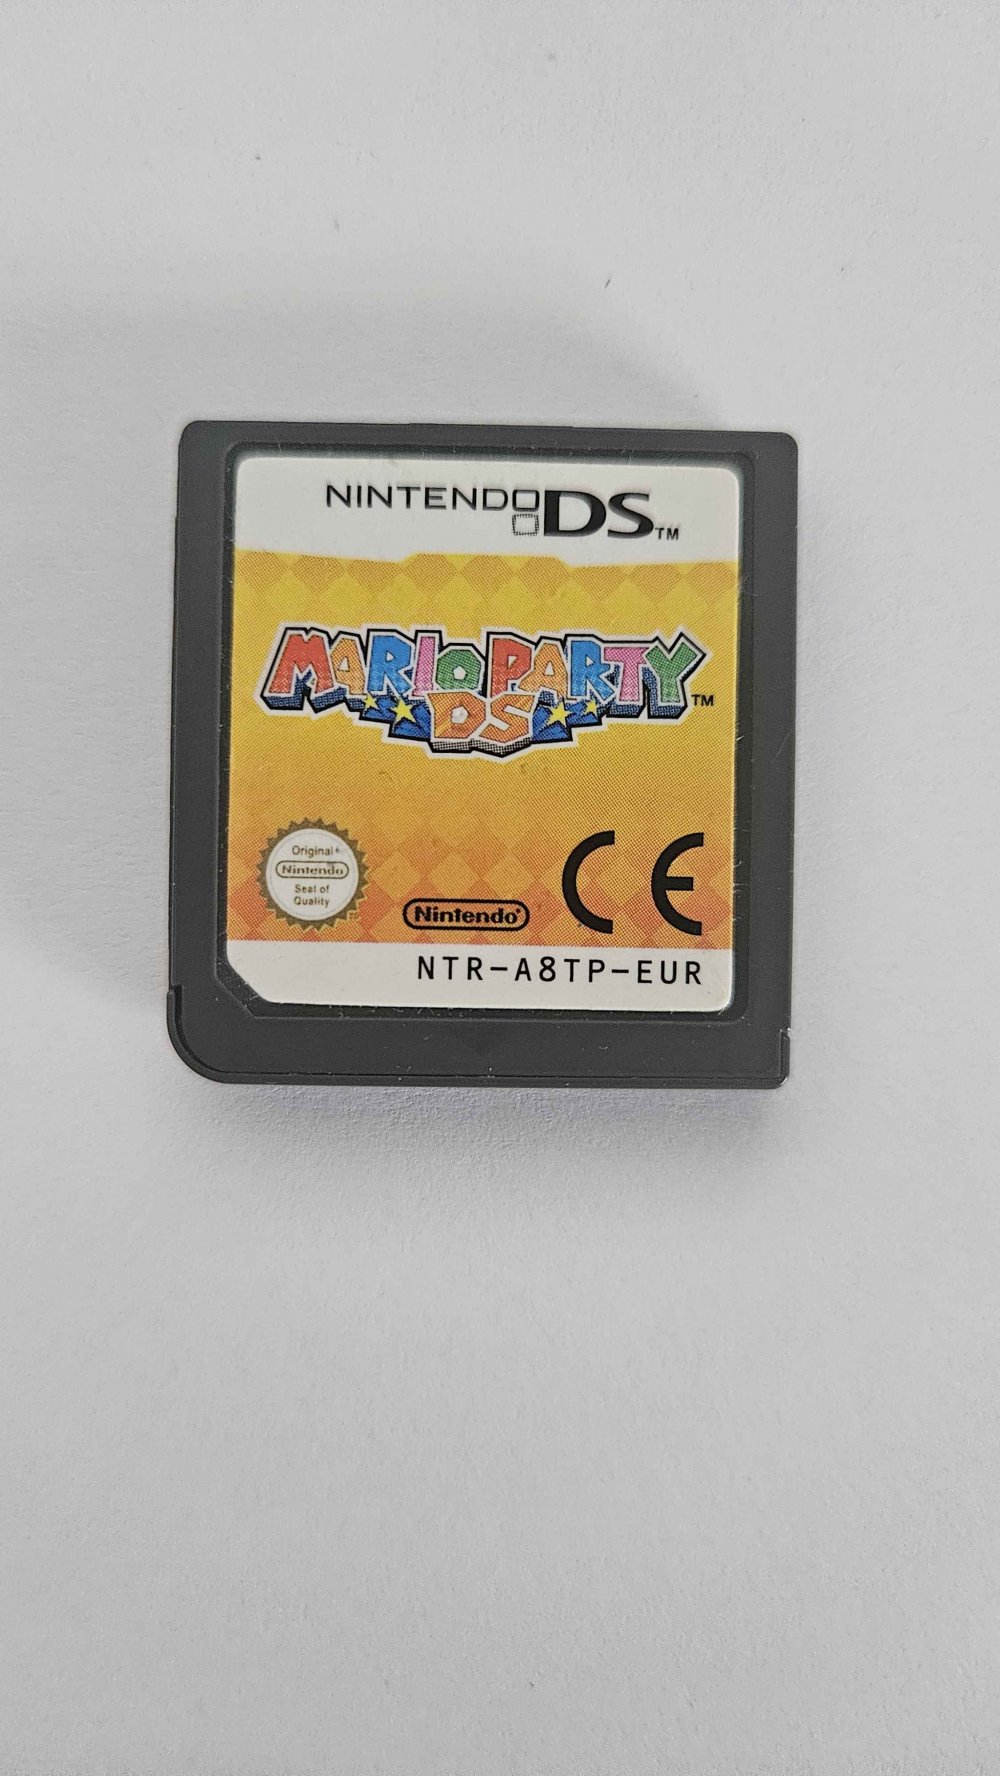 NINTENDO DS™
MARIO PARTY
DS™
Original
Nintendo
Seal of
Quality
Nintendo®
CE
NTR-A8TP-EUR